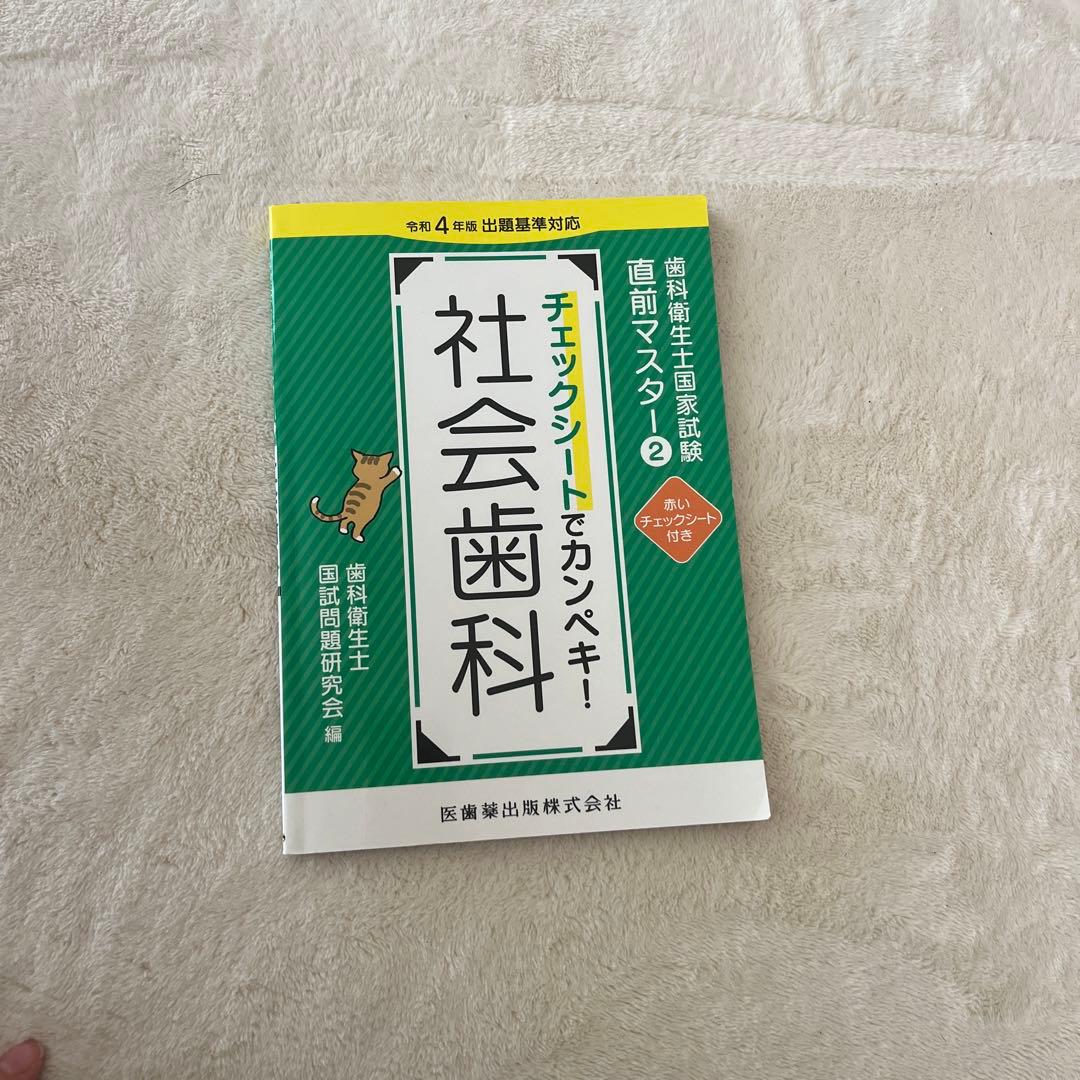 令和4年版 出題基準対応
歯科衛生士国家試験
直前マスター2
赤い
チェックシート
付き
チェックシートでカンペキ!
社会歯科
歯科衛生士
国試問題研究会 編
医歯薬出版株式会社